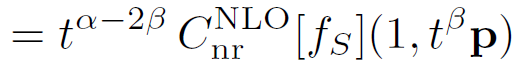 = t^{α−2β} C_{nr}^{NLO}[f_S](1, t^β **p**)